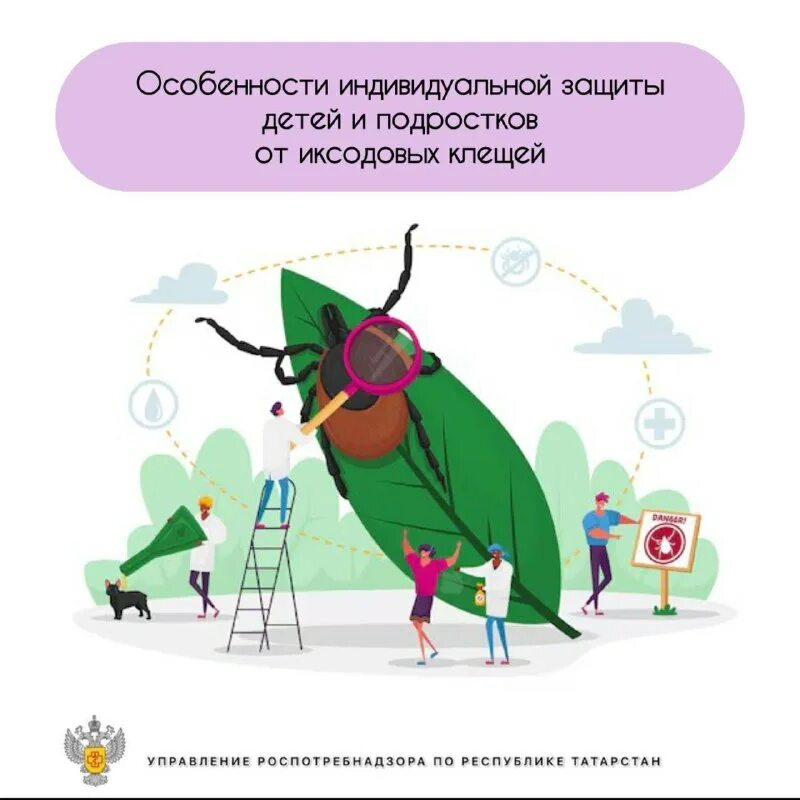 Особенности индивидуальной защиты
детей и подростков
от иксодовых клещей
DANGER!
УПРАВЛЕНИЕ РОСПОТРЕБНАДЗОРА ПО РЕСПУБЛИКЕ ТАТАРСТАН